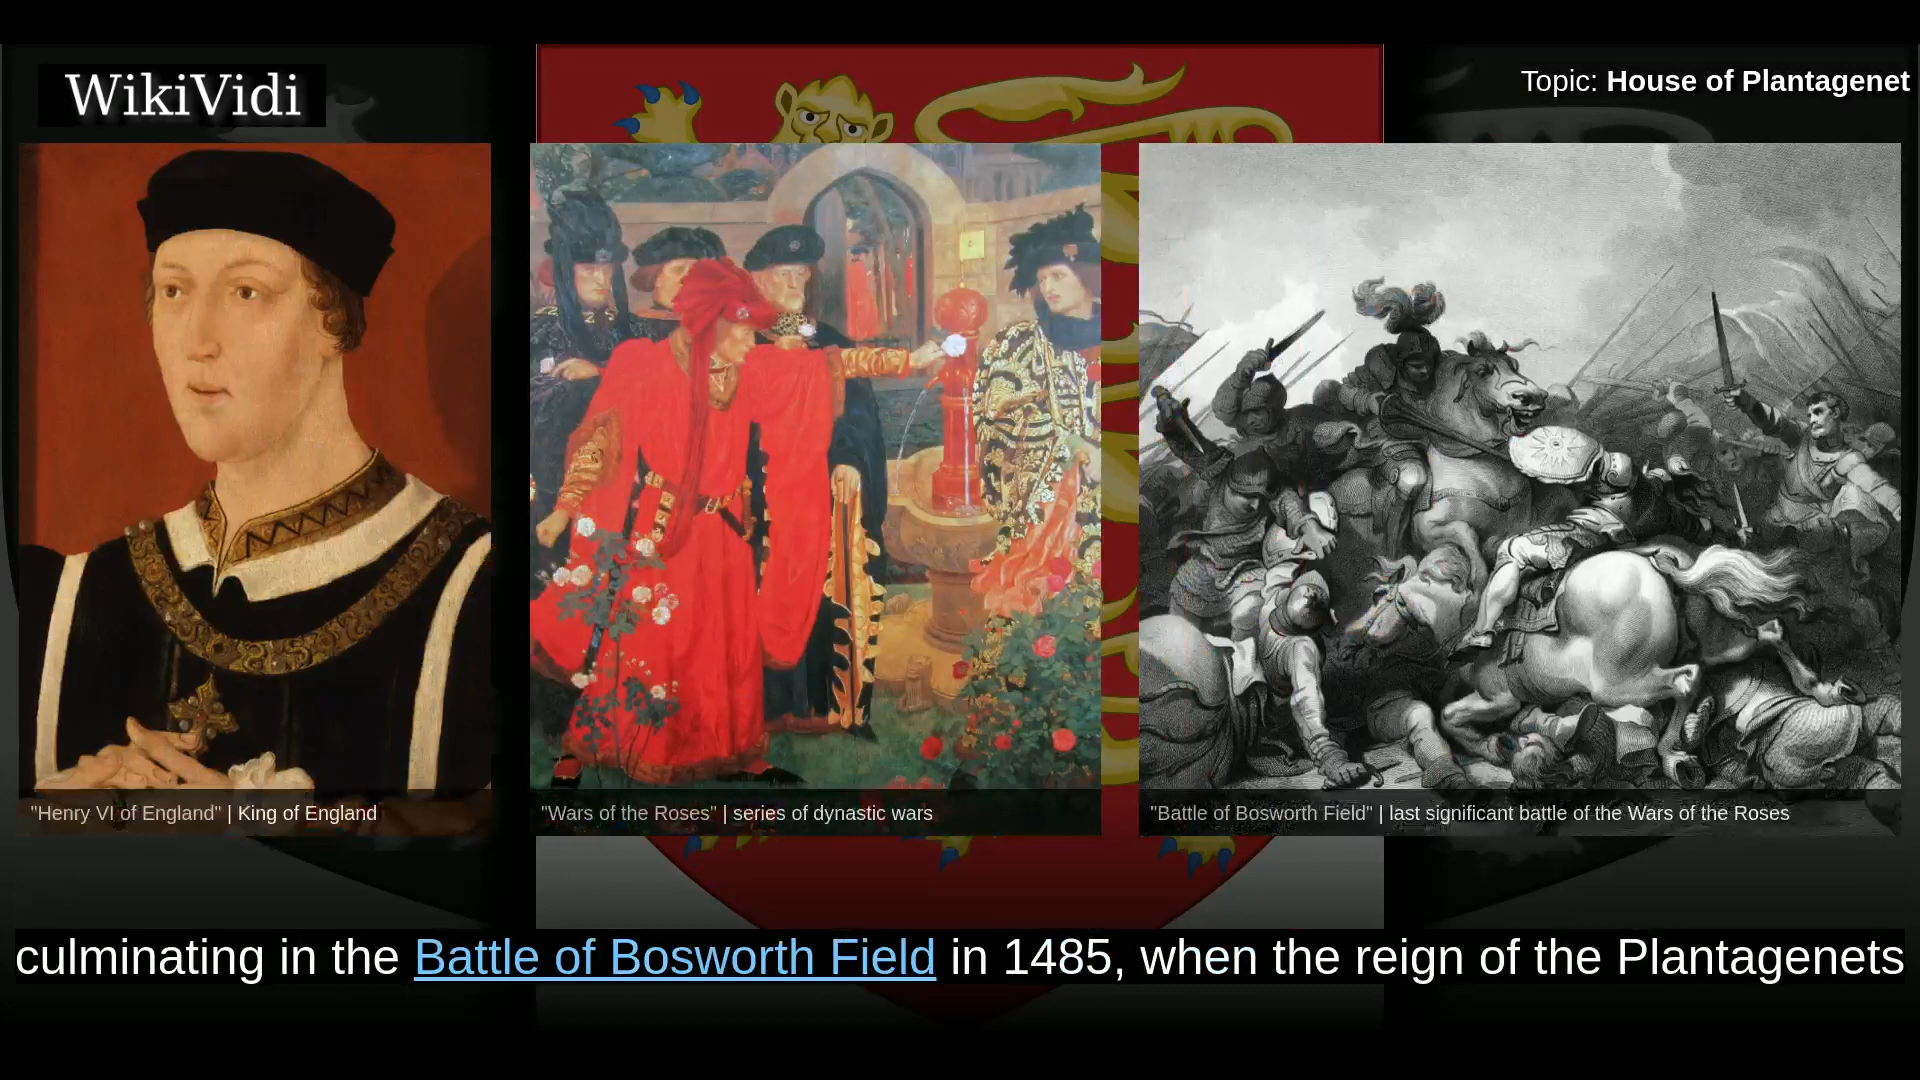 WikiVidi
Topic: House of Plantagenet
"Henry VI of England" | King of England
"Wars of the Roses" | series of dynastic wars
"Battle of Bosworth Field" | last significant battle of the Wars of the Roses
culminating in the Battle of Bosworth Field in 1485, when the reign of the Plantagenets